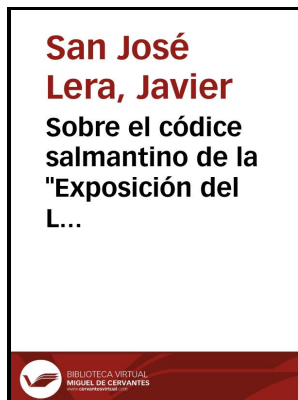 San José
Lera, Javier
Sobre el códice
salmantino de la
"Exposición del
L...
BIBLIOTECA VIRTUAL
MIGUEL DE CERVANTES
www.cervantesvirtual.com